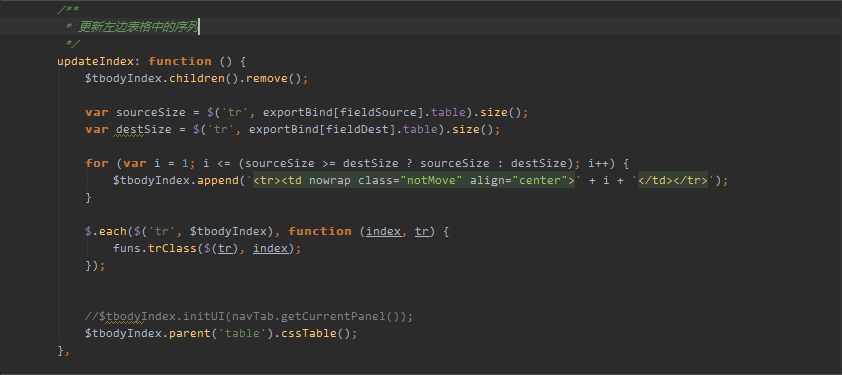 /**
 * 更新左边表格中的序列
 */
updateIndex: function () {
    $tbodyIndex.children().remove();

    var sourceSize = $('tr', exportBind[fieldSource].table).size();
    var destSize = $('tr', exportBind[fieldDest].table).size();

    for (var i = 1; i <= (sourceSize >= destSize ? sourceSize : destSize); i++) {
        $tbodyIndex.append('<tr><td nowrap class="notMove" align="center">' + i + '</td></tr>');
    }

    $.each($('tr', $tbodyIndex), function (index, tr) {
        funs.trClass($(tr), index);
    });


    //$tbodyIndex.initUI(navTab.getCurrentPanel());
    $tbodyIndex.parent('table').cssTable();
},